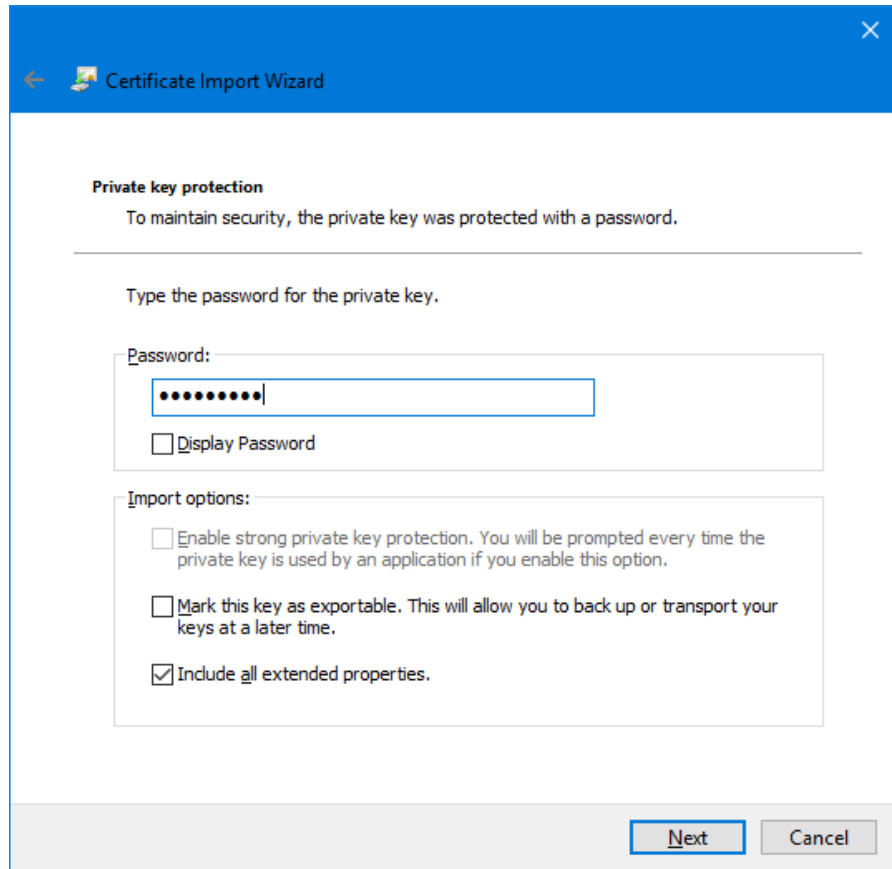 Certificate Import Wizard
Private key protection
To maintain security, the private key was protected with a password.
Type the password for the private key.
Password:
●●●●●●●●●
Display Password
Import options:
Enable strong private key protection. You will be prompted every time the
private key is used by an application if you enable this option.
Mark this key as exportable. This will allow you to back up or transport your
keys at a later time.
Include all extended properties.
Next Cancel